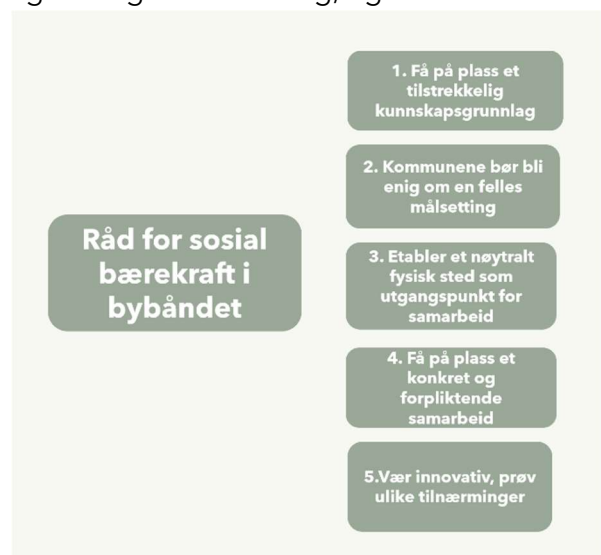 Råd for sosial
bærekraft i
bybåndet
1. Få på plass et
tilstrekkelig
kunnskapsgrunnlag
2. Kommunene bør bli
enig om en felles
målsetting
3. Etabler et nøytralt
fysisk sted som
utgangspunkt for
samarbeid
4. Få på plass et
konkret og
forpliktende
samarbeid
5.Vær innovativ, prøv
ulike tilnærminger